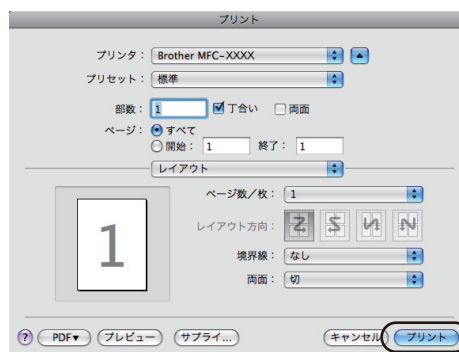 プリント
プリンタ： Brother MFC-XXXX
プリセット： 標準
部数： 1 丁合い 両面
ページ： すべて
開始： 1 終了： 1
レイアウト
ページ数／枚： 1
レイアウト方向：
境界線： なし
両面： 切
1
? PDF▼ プレビュー サプライ... キャンセル プリント